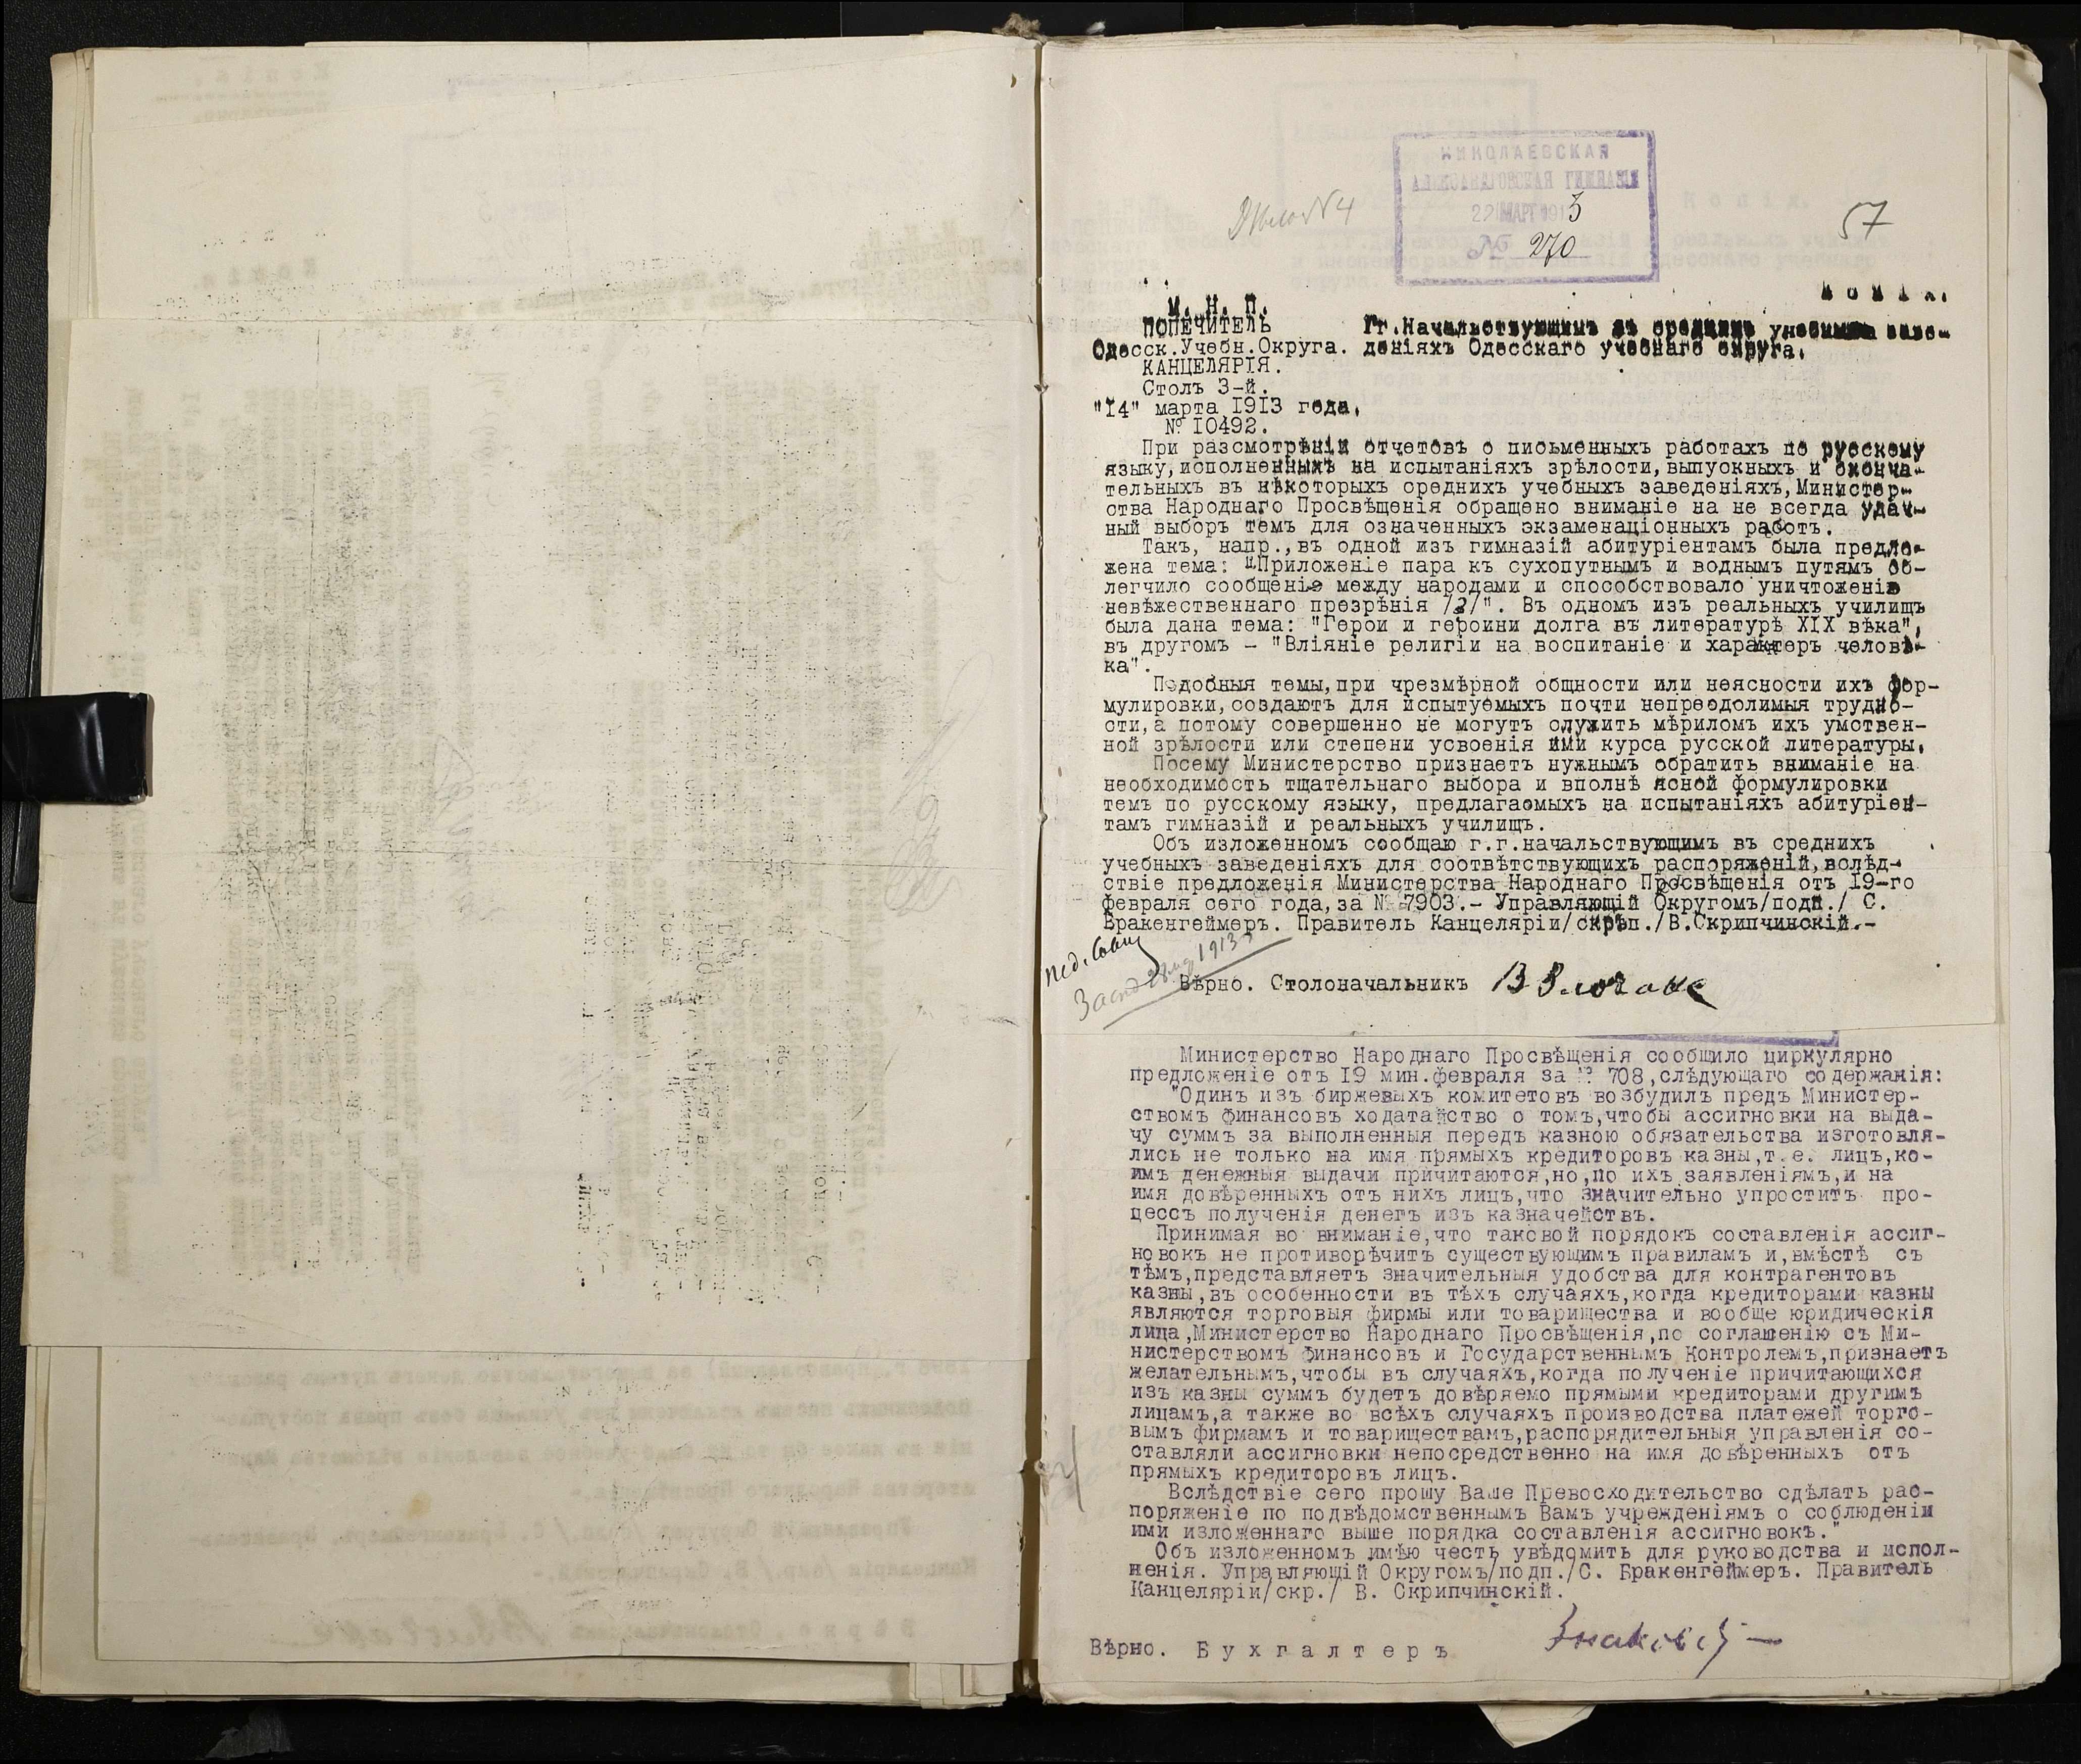 НИКОЛАЕВСКАЯ
АЛЕКСАНДРОВСКАЯ ГИМНАЗІЯ
22 МАР 1913
№ 270
Дѣло №4
57
Копія.
М. Н. П.
ПОПЕЧИТЕЛЬ
Одесск.Учебн.Округа.
КАНЦЕЛЯРІЯ.
Столъ 3-й.
"14" марта 1913 года.
№ 10492.
Гг.Начальствующимъ въ среднихъ учебныхъ заве-
деніяхъ Одесскаго учебнаго округа.
При разсмотрѣніи отчетовъ о письменныхъ работахъ по русскому
языку,исполненныхъ на испытаніяхъ зрѣлости,выпускныхъ и оконча-
тельныхъ въ нѣкоторыхъ среднихъ учебныхъ заведеніяхъ,Министер-
ства Народнаго Просвѣщенія обращено вниманіе на не всегда удач-
ный выборъ темъ для означенныхъ экзаменаціонныхъ работъ.
Такъ, напр.,въ одной изъ гимназій абитуріентамъ была предло-
жена тема: "Приложеніе пара къ сухопутнымъ и воднымъ путямъ об-
легчило сообщеніе между народами и способствовало уничтоженію
невѣжественнаго презрѣнія /?/". Въ одномъ изъ реальныхъ училищъ
была дана тема: "Герои и героини долга въ литературѣ XIX вѣка",
въ другомъ – "Вліяніе религіи на воспитаніе и характеръ человѣ-
ка".
Подобныя темы,при чрезмѣрной общности или неясности ихъ фор-
мулировки,создаютъ для испытуемыхъ почти непреодолимыя трудно-
сти,а потому совершенно не могутъ служить мѣриломъ ихъ умствен-
ной зрѣлости или степени усвоенія ими курса русской литературы.
Посему Министерство признаетъ нужнымъ обратить вниманіе на
необходимость тщательнаго выбора и вполнѣ ясной формулировки
темъ по русскому языку, предлагаемыхъ на испытаніяхъ абитуріен-
тамъ гимназій и реальныхъ училищъ.
Объ изложенномъ сообщаю г.г.начальствующимъ въ среднихъ
учебныхъ заведеніяхъ для соотвѣтствующихъ распоряженій,вслѣд-
ствіе предложенія Министерства Народнаго Просвѣщенія отъ 19-го
февраля сего года,за № 7903.– Управляющій Округомъ/подп./ С.
Бракенгеймеръ. Правитель Канцеляріи/скрѣп./В.Скрипчинскій.–
пед. Совѣт
Засѣд 28 мар 1913 г
Вѣрно. Столоначальникъ
Министерство Народнаго Просвѣщенія сообщило циркулярно
предложеніе отъ 19 мин.февраля за № 708,слѣдующаго содержанія:
"Одинъ изъ биржевыхъ комитетовъ возбудилъ предъ Министер-
ствомъ финансовъ ходатайство о томъ,чтобы ассигновки на выда-
чу суммъ за выполненныя передъ казною обязательства изготовля-
лись не только на имя прямыхъ кредиторовъ казны,т.е. лицъ,ко-
имъ денежныя выдачи причитаются,но,по ихъ заявленіямъ,и на
имя довѣренныхъ отъ нихъ лицъ,что значительно упроститъ про-
цессъ полученія денегъ изъ казначействъ.
Принимая во вниманіе,что таковой порядокъ составленія ассиг-
новокъ не противорѣчитъ существующимъ правиламъ и,вмѣстѣ съ
тѣмъ,представляетъ значительныя удобства для контрагентовъ
казны,въ особенности въ тѣхъ случаяхъ,когда кредиторами казны
являются торговыя фирмы или товарищества и вообще юридическія
лица,Министерство Народнаго Просвѣщенія,по соглашенію съ Ми-
нистерствомъ Финансовъ и Государственнымъ Контролемъ,признаетъ
желательнымъ,чтобы въ случаяхъ,когда полученіе причитающихся
изъ казны суммъ будетъ довѣряемо прямыми кредиторами другимъ
лицамъ,а также во всѣхъ случаяхъ производства платежей торго-
вымъ фирмамъ и товариществамъ,распорядительныя управленія со-
ставляли ассигновки непосредственно на имя довѣренныхъ отъ
прямыхъ кредиторовъ лицъ.
Вслѣдствіе сего прошу Ваше Превосходительство сдѣлать рас-
поряженіе по подвѣдомственнымъ Вамъ учрежденіямъ о соблюденіи
ими изложеннаго выше порядка составленія ассигновокъ."
Объ изложенномъ имѣю честь увѣдомить для руководства и испол-
ненія. Управляющій Округомъ/подп./С. Бракенгеймеръ. Правитель
Канцеляріи/скр./ В. Скрипчинскій.
Вѣрно. Бухгалтеръ